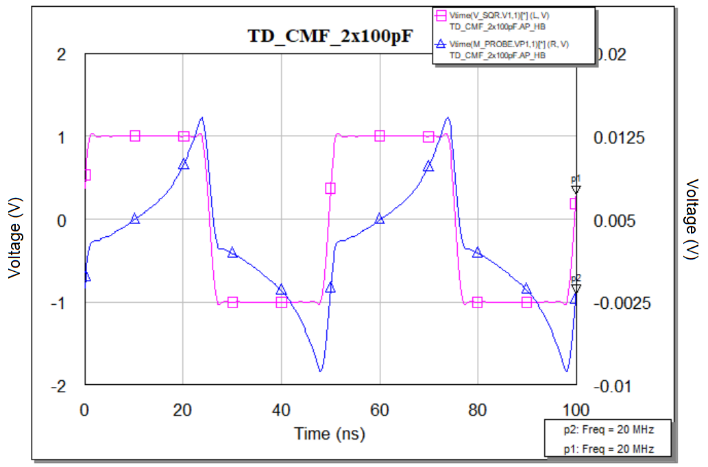 TD_CMF_2x100pF
Vtime(V_SQR.V1,1)[*] (L, V)
TD_CMF_2x100pF.AP_HB
Vtime(M_PROBE.VP1,1)[*] (R, V)
TD_CMF_2x100pF.AP_HB
2
1
0
-1
-2
Voltage (V)
0.02
0.0125
0.005
-0.0025
-0.01
Voltage (V)
p1
p2
0
20
40
60
80
100
Time (ns)
p2: Freq = 20 MHz
p1: Freq = 20 MHz